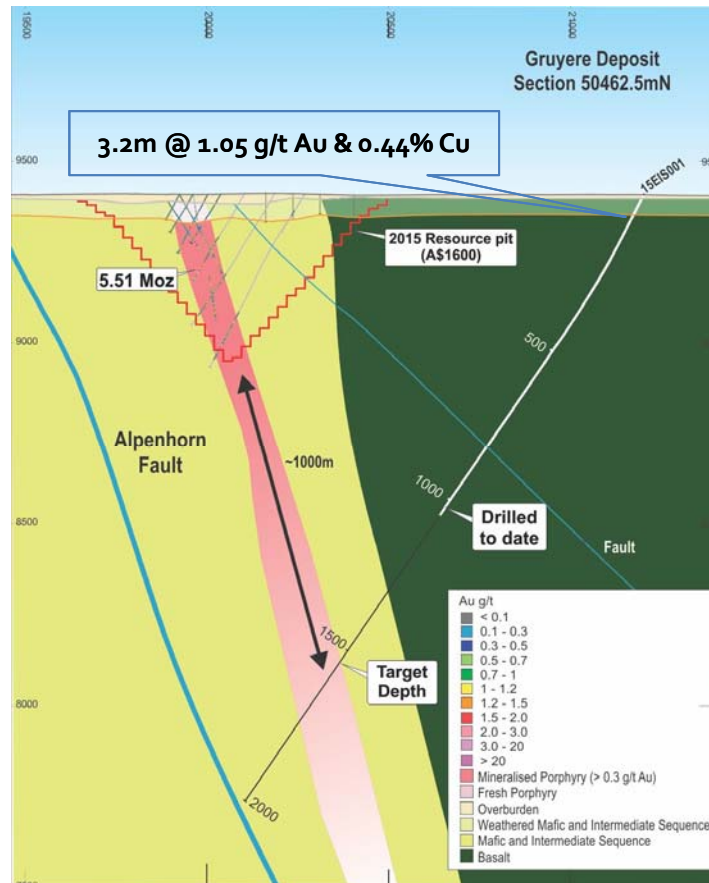 19500
20000
20500
21000
Gruyere Deposit
Section 50462.5mN
3.2m @ 1.05 g/t Au & 0.44% Cu
9500
15EIS001
2015 Resource pit
(A$1600)
5.51 Moz
9000
500
Alpenhorn
Fault
~1000m
1000
8500
Drilled
to date
Fault
1500
Target
Depth
8000
2000
Au g/t
< 0.1
0.1 - 0.3
0.3 - 0.5
0.5 - 0.7
0.7 - 1
1 - 1.2
1.2 - 1.5
1.5 - 2.0
2.0 - 3.0
3.0 - 20
> 20
Mineralised Porphyry (> 0.3 g/t Au)
Fresh Porphyry
Overburden
Weathered Mafic and Intermediate Sequence
Mafic and Intermediate Sequence
Basalt